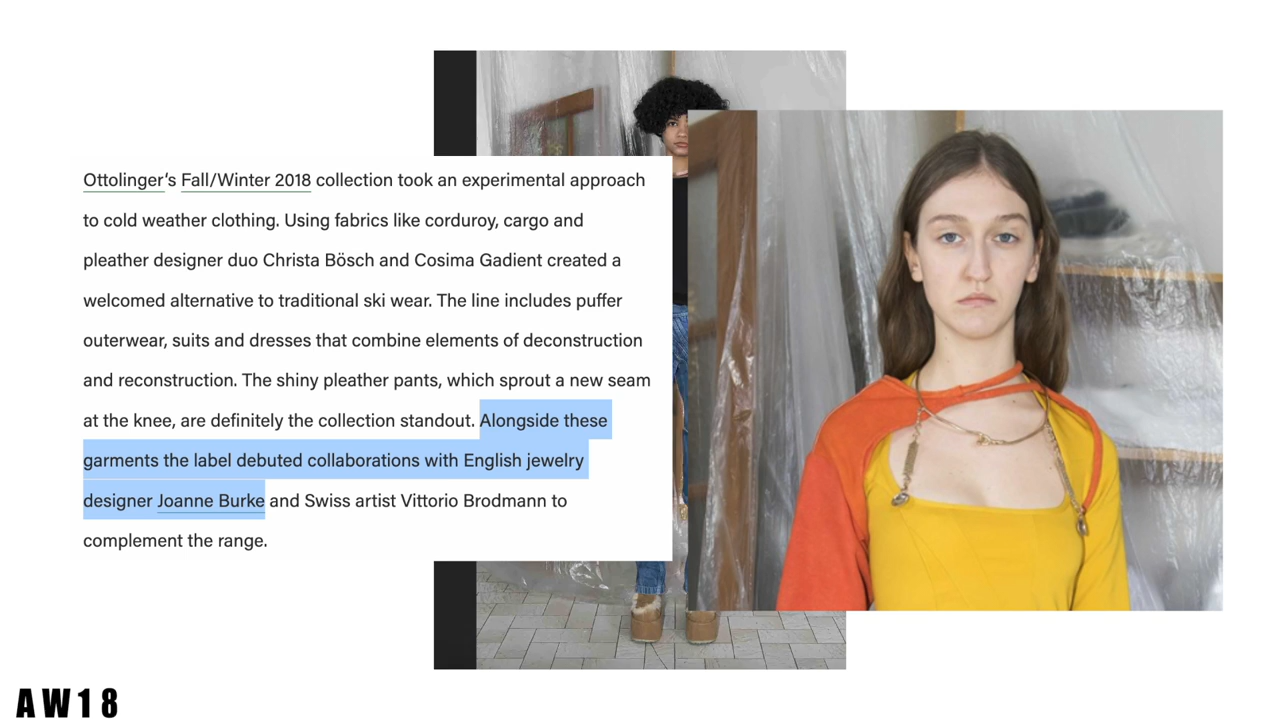 Ottolinger's Fall/Winter 2018 collection took an experimental approach
to cold weather clothing. Using fabrics like corduroy, cargo and
pleather designer duo Christa Bösch and Cosima Gadient created a
welcomed alternative to traditional ski wear. The line includes puffer
outerwear, suits and dresses that combine elements of deconstruction
and reconstruction. The shiny pleather pants, which sprout a new seam
at the knee, are definitely the collection standout. Alongside these
garments the label debuted collaborations with English jewelry
designer Joanne Burke and Swiss artist Vittorio Brodmann to
complement the range.
AW18